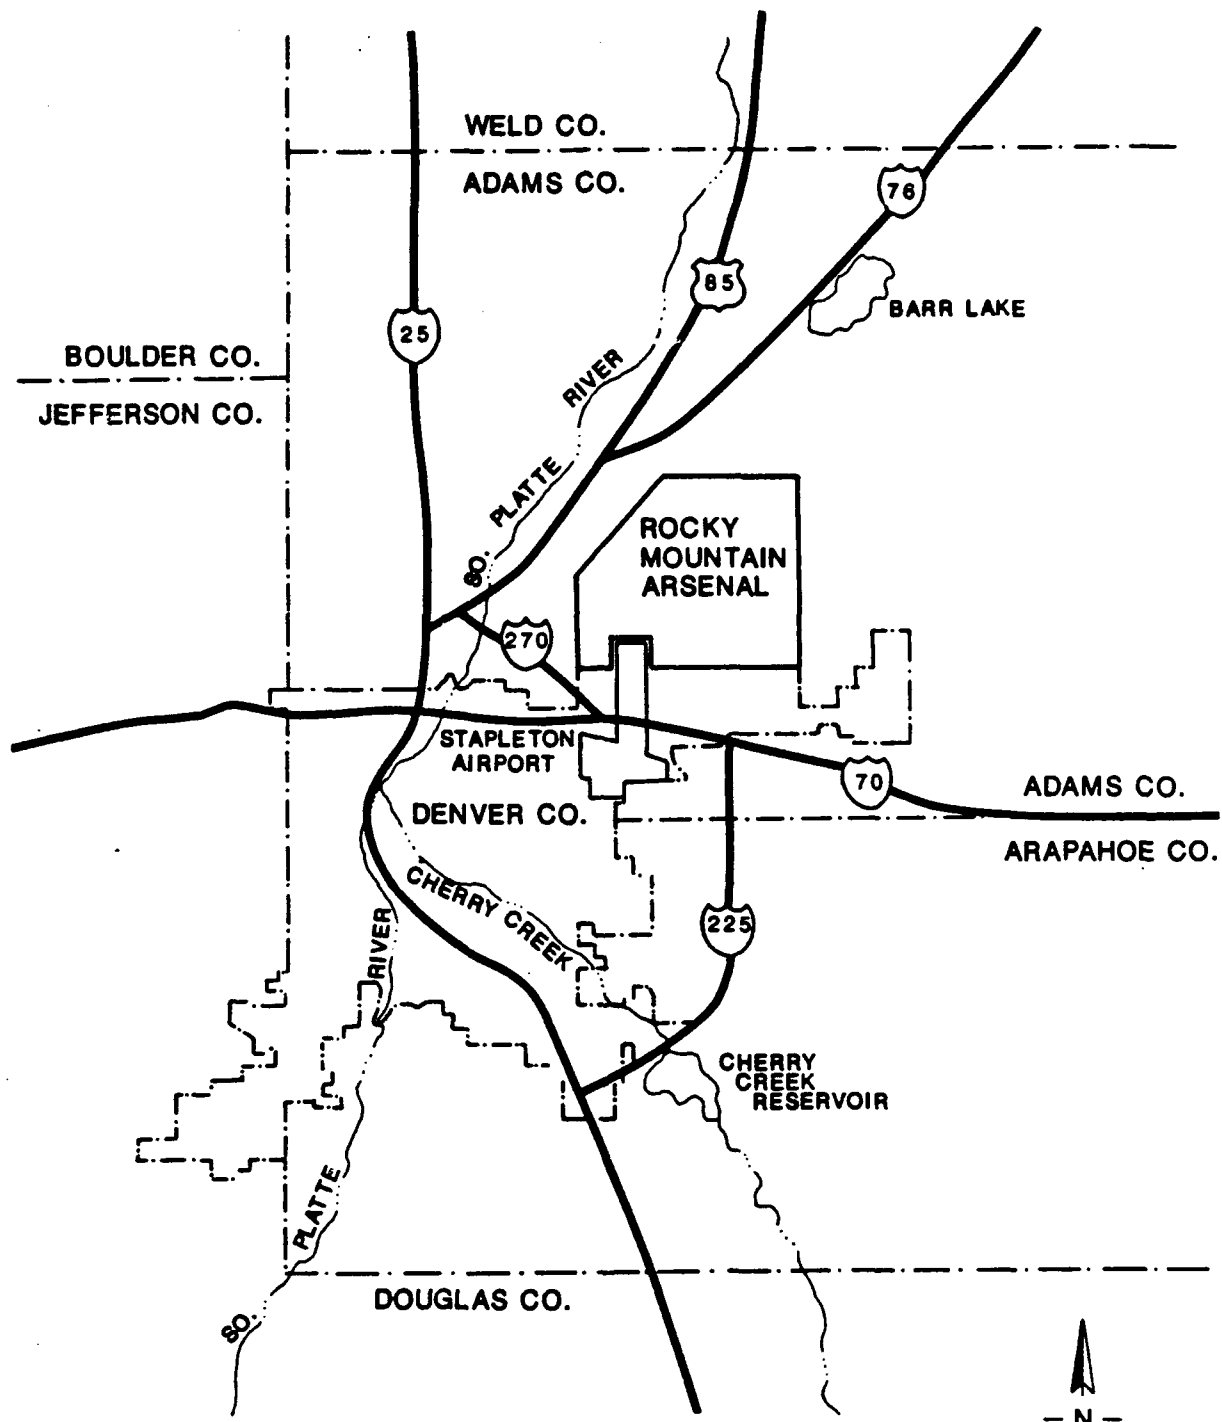 WELD CO.
ADAMS CO.
76
85
BARR LAKE
25
BOULDER CO.
JEFFERSON CO.
SO. PLATTE RIVER
ROCKY
MOUNTAIN
ARSENAL
270
STAPLETON
AIRPORT
70
ADAMS CO.
DENVER CO.
ARAPAHOE CO.
CHERRY CREEK
225
CHERRY
CREEK
RESERVOIR
SO. PLATTE RIVER
DOUGLAS CO.
N